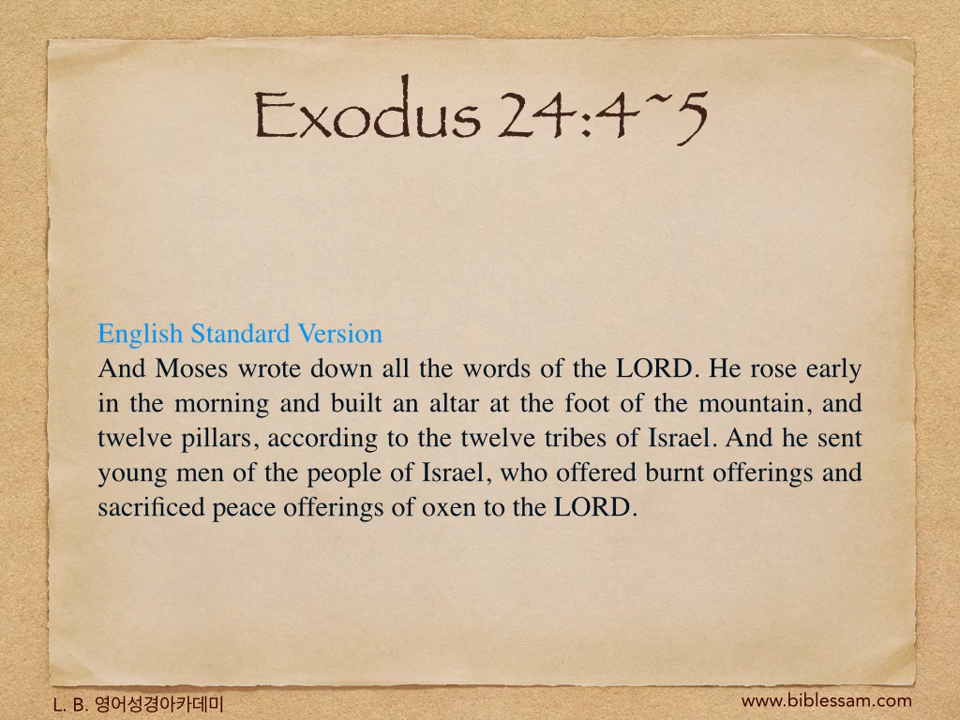 Exodus 24:4~5
English Standard Version
And Moses wrote down all the words of the LORD. He rose early
in the morning and built an altar at the foot of the mountain, and
twelve pillars, according to the twelve tribes of Israel. And he sent
young men of the people of Israel, who offered burnt offerings and
sacrificed peace offerings of oxen to the LORD.
L. B. 영어성경아카데미
www.biblessam.com